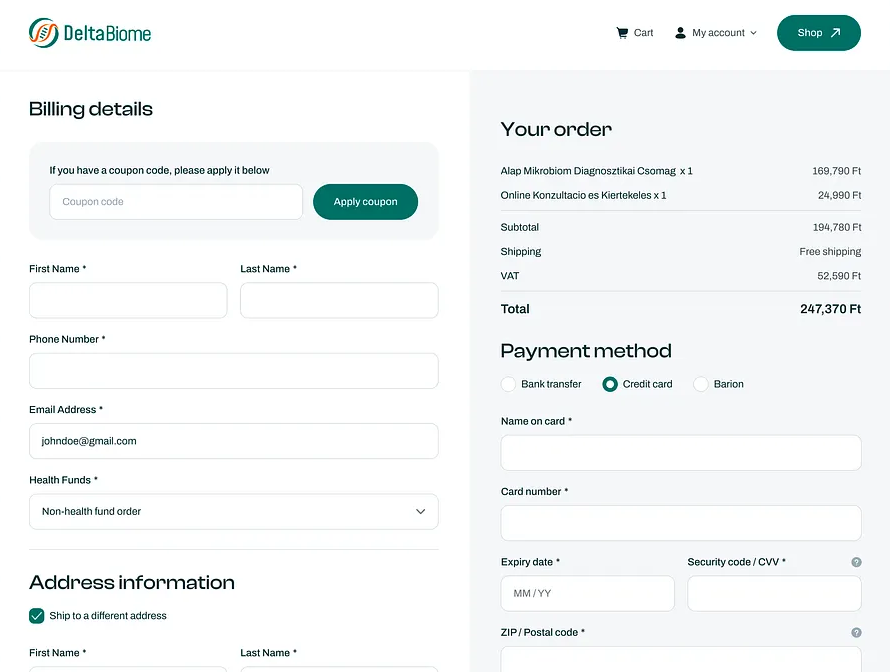 DeltaBiome
Cart
My account
Shop
Billing details
If you have a coupon code, please apply it below
Coupon code
Apply coupon
First Name *
Last Name *
Phone Number *
Email Address *
johndoe@gmail.com
Health Funds *
Non-health fund order
Address information
Ship to a different address
First Name *
Last Name *
Your order
Alap Mikrobiom Diagnosztikai Csomag x 1 169,790 Ft
Online Konzultacio es Kiertekeles x 1 24,990 Ft
Subtotal 194,780 Ft
Shipping Free shipping
VAT 52,590 Ft
Total 247,370 Ft
Payment method
Bank transfer
Credit card
Barion
Name on card *
Card number *
Expiry date *
MM / YY
Security code / CVV *
?
ZIP / Postal code *
?